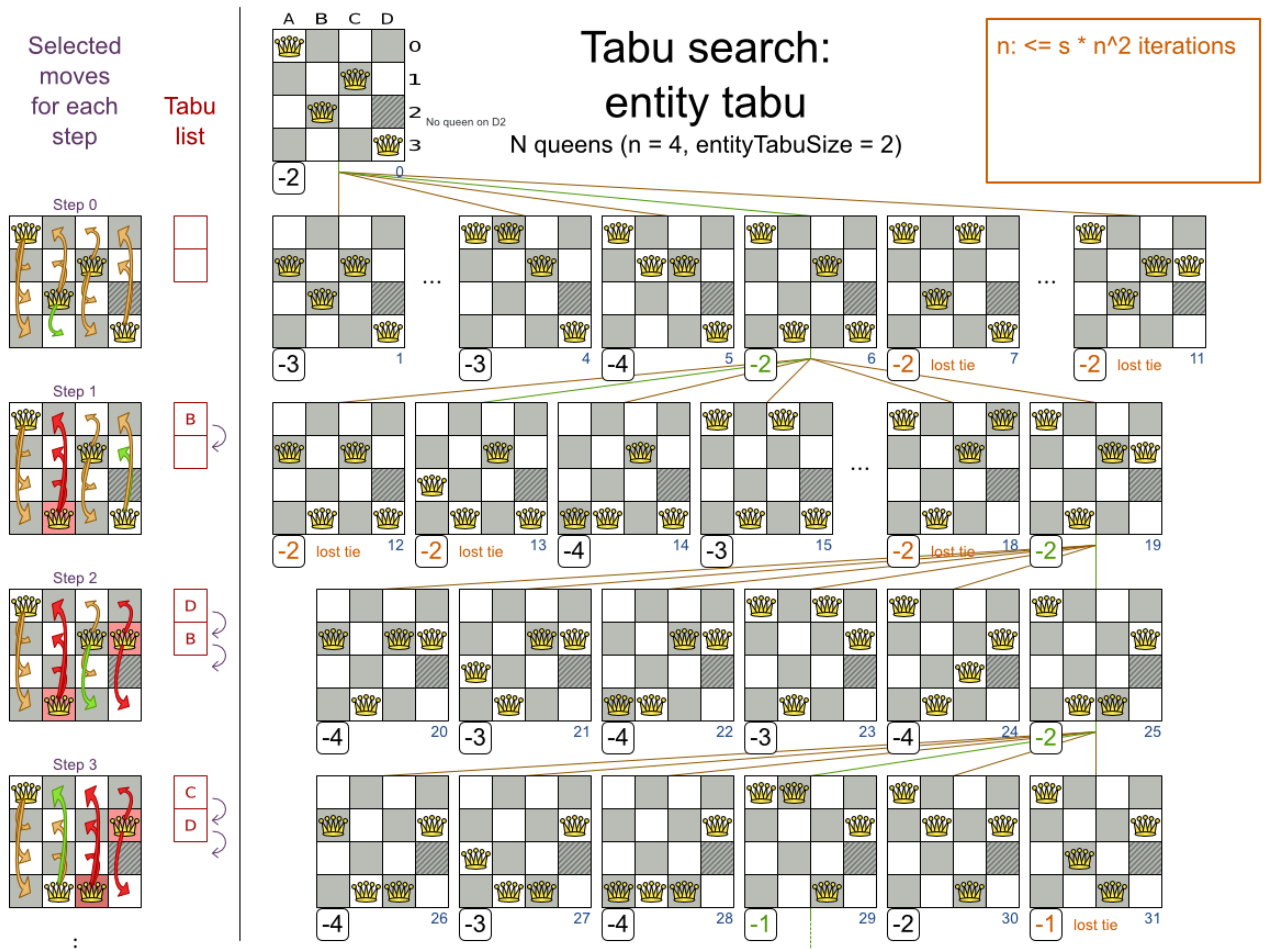 Selected
moves
for each
step
Tabu
list
A B C D
0
1
2
3
No queen on D2
-2
0
Tabu search:
entity tabu
N queens (n = 4, entityTabuSize = 2)
n: <= s * n^2 iterations
Step 0
...
...
-3 1
-3 4
-4 5
-2 6
-2 lost tie 7
-2 lost tie 11
Step 1
B
...
-2 lost tie 12
-2 lost tie 13
-4 14
-3 15
-2 lost tie 18
-2 19
Step 2
D
B
-4 20
-3 21
-4 22
-3 23
-4 24
-2 25
Step 3
C
D
-4 26
-3 27
-4 28
-1 29
-2 30
-1 lost tie 31
: